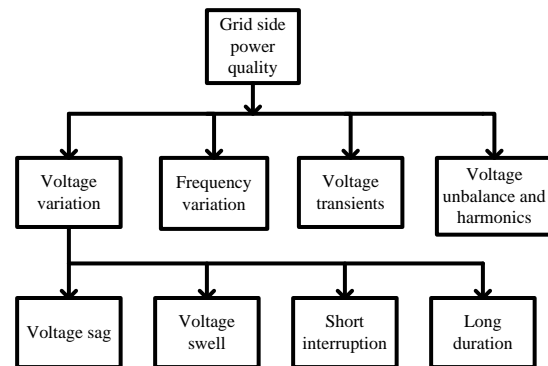 Grid side
power
quality
Voltage
variation
Frequency
variation
Voltage
transients
Voltage
unbalance and
harmonics
Voltage sag
Voltage
swell
Short
interruption
Long
duration